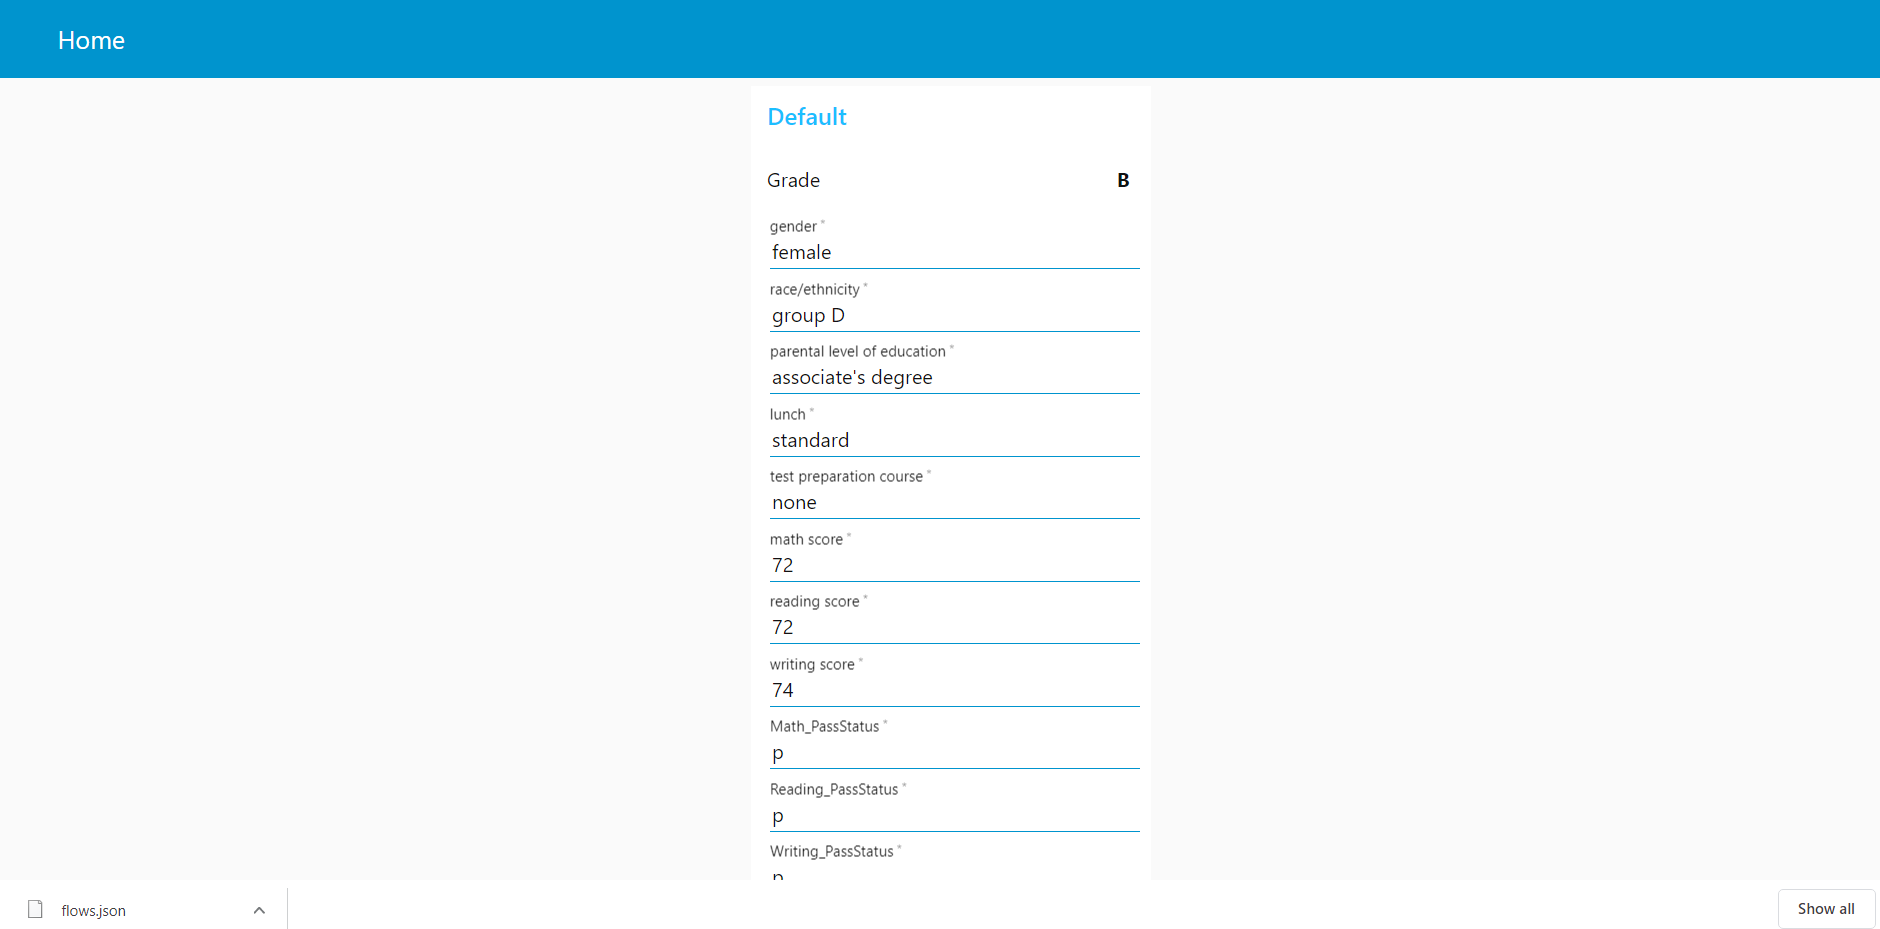 Home
Default
Grade B
gender *
female
race/ethnicity *
group D
parental level of education *
associate's degree
lunch *
standard
test preparation course *
none
math score *
72
reading score *
72
writing score *
74
Math_PassStatus *
p
Reading_PassStatus *
p
Writing_PassStatus *
flows.json
Show all